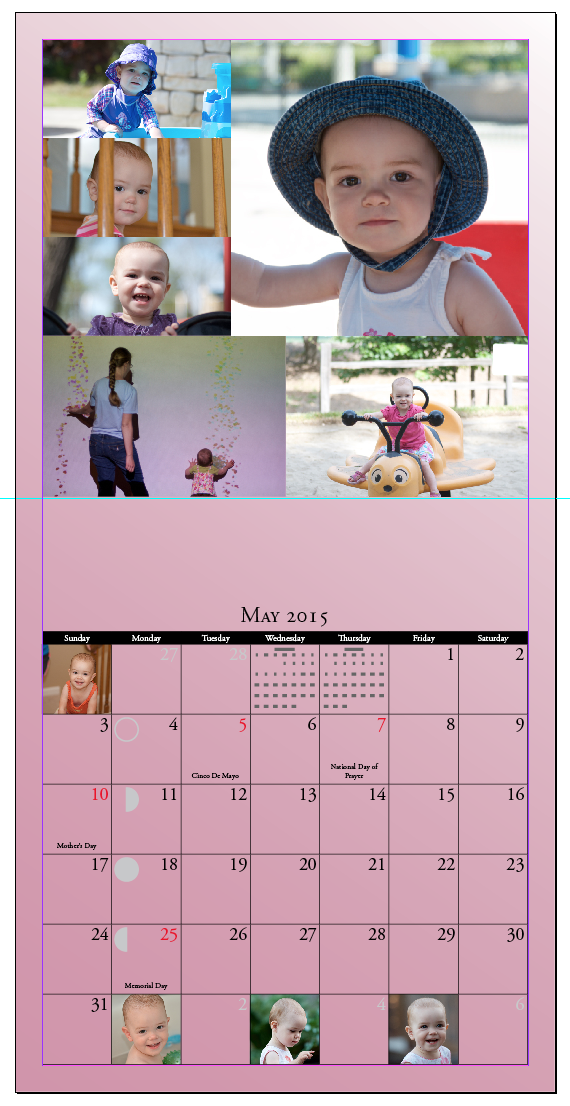 May 2015
Sunday Monday Tuesday Wednesday Thursday Friday Saturday
27 28 1 2
3 4 5 6 7 8 9
Cinco De Mayo National Day of
Prayer
10 11 12 13 14 15 16
Mother's Day
17 18 19 20 21 22 23
24 25 26 27 28 29 30
Memorial Day
31 2 4 6